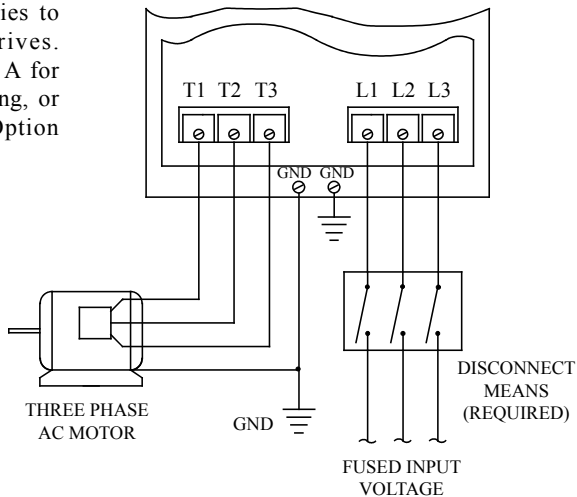 ies to
rives.
A for
ng, or
Option
T1 T2 T3
L1 L2 L3
GND GND
DISCONNECT
MEANS
(REQUIRED)
THREE PHASE
AC MOTOR
GND
FUSED INPUT
VOLTAGE